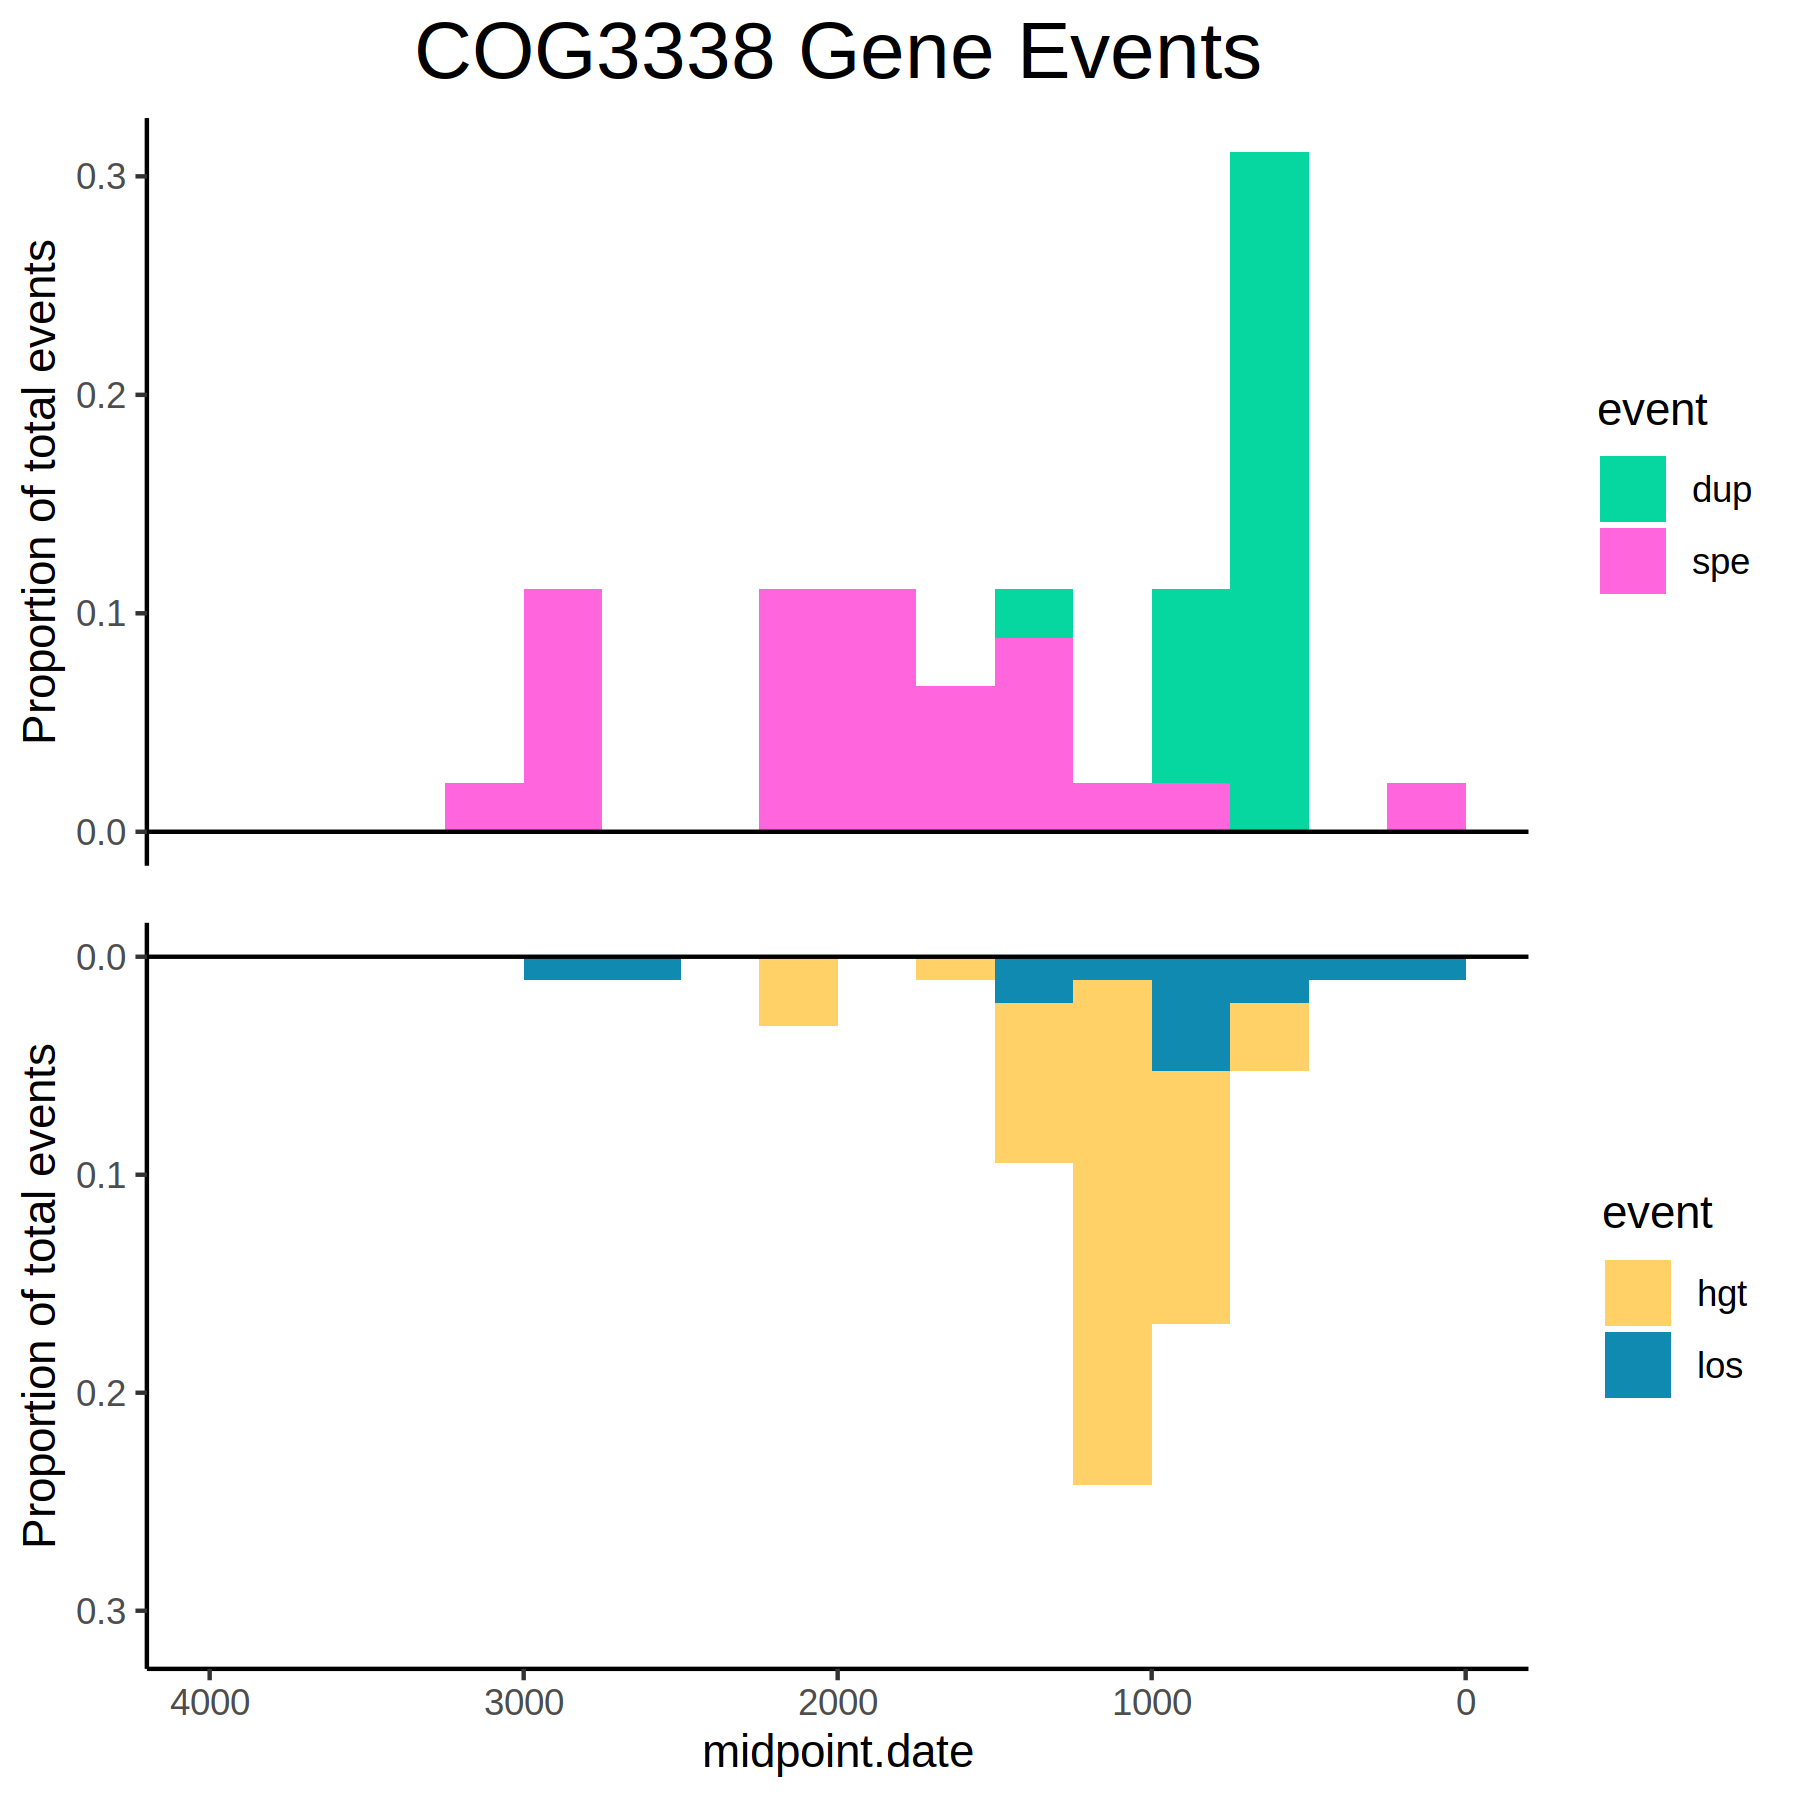 COG3338 Gene Events
Proportion of total events
0.3
0.2
0.1
0.0
event
dup
spe
Proportion of total events
0.0
0.1
0.2
0.3
event
hgt
los
4000 3000 2000 1000 0
midpoint.date